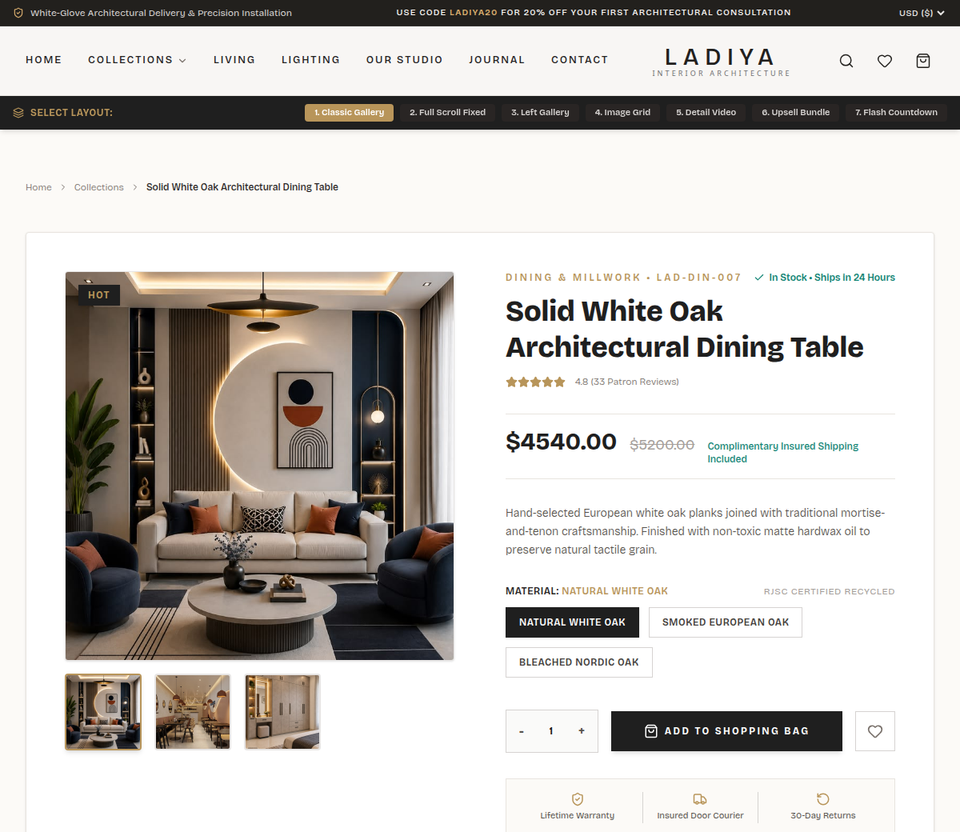 White-Glove Architectural Delivery & Precision Installation
USE CODE LADIYA20 FOR 20% OFF YOUR FIRST ARCHITECTURAL CONSULTATION
USD ($)
HOME
COLLECTIONS
LIVING
LIGHTING
OUR STUDIO
JOURNAL
CONTACT
LADIYA
INTERIOR ARCHITECTURE
SELECT LAYOUT:
1. Classic Gallery
2. Full Scroll Fixed
3. Left Gallery
4. Image Grid
5. Detail Video
6. Upsell Bundle
7. Flash Countdown
Home
Collections
Solid White Oak Architectural Dining Table
HOT
DINING & MILLWORK • LAD-DIN-007
In Stock • Ships in 24 Hours
Solid White Oak
Architectural Dining Table
4.8 (33 Patron Reviews)
$4540.00
$5200.00
Complimentary Insured Shipping
Included
Hand-selected European white oak planks joined with traditional mortise-
and-tenon craftsmanship. Finished with non-toxic matte hardwax oil to
preserve natural tactile grain.
MATERIAL: NATURAL WHITE OAK
RJSC CERTIFIED RECYCLED
NATURAL WHITE OAK
SMOKED EUROPEAN OAK
BLEACHED NORDIC OAK
- 1 +
ADD TO SHOPPING BAG
Lifetime Warranty
Insured Door Courier
30-Day Returns